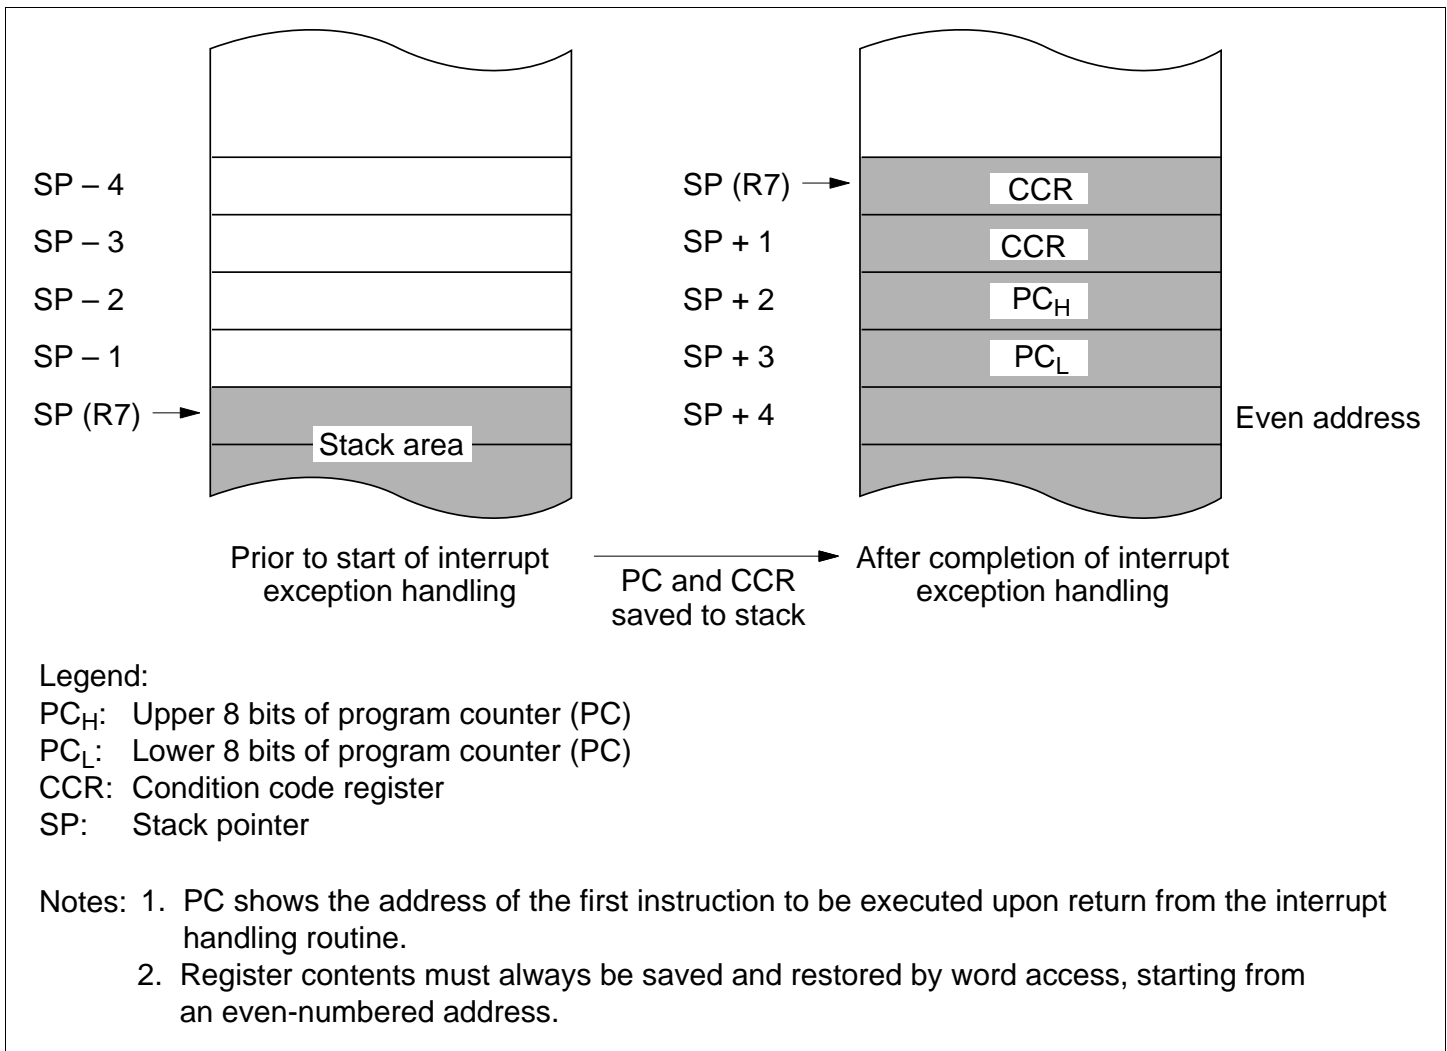 SP – 4
SP – 3
SP – 2
SP – 1
SP (R7)
Stack area
SP (R7)
SP + 1
SP + 2
SP + 3
SP + 4
CCR
CCR
PCH
PCL
Even address
Prior to start of interrupt
exception handling
PC and CCR
saved to stack
After completion of interrupt
exception handling
Legend:
PCH: Upper 8 bits of program counter (PC)
PCL: Lower 8 bits of program counter (PC)
CCR: Condition code register
SP: Stack pointer
Notes: 1. PC shows the address of the first instruction to be executed upon return from the interrupt
handling routine.
2. Register contents must always be saved and restored by word access, starting from
an even-numbered address.